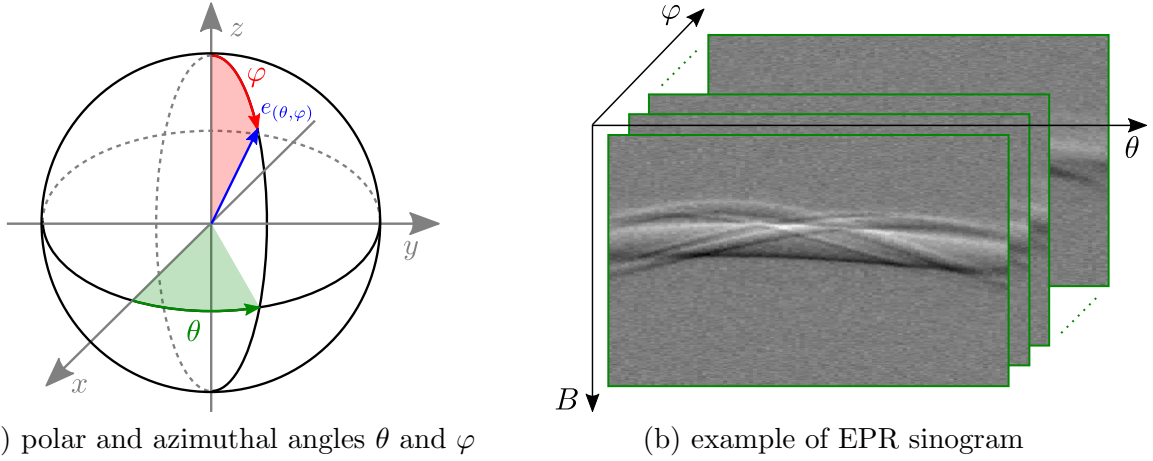 z
φ
e(θ,φ)
y
θ
x
) polar and azimuthal angles θ and φ
φ
θ
B
(b) example of EPR sinogram